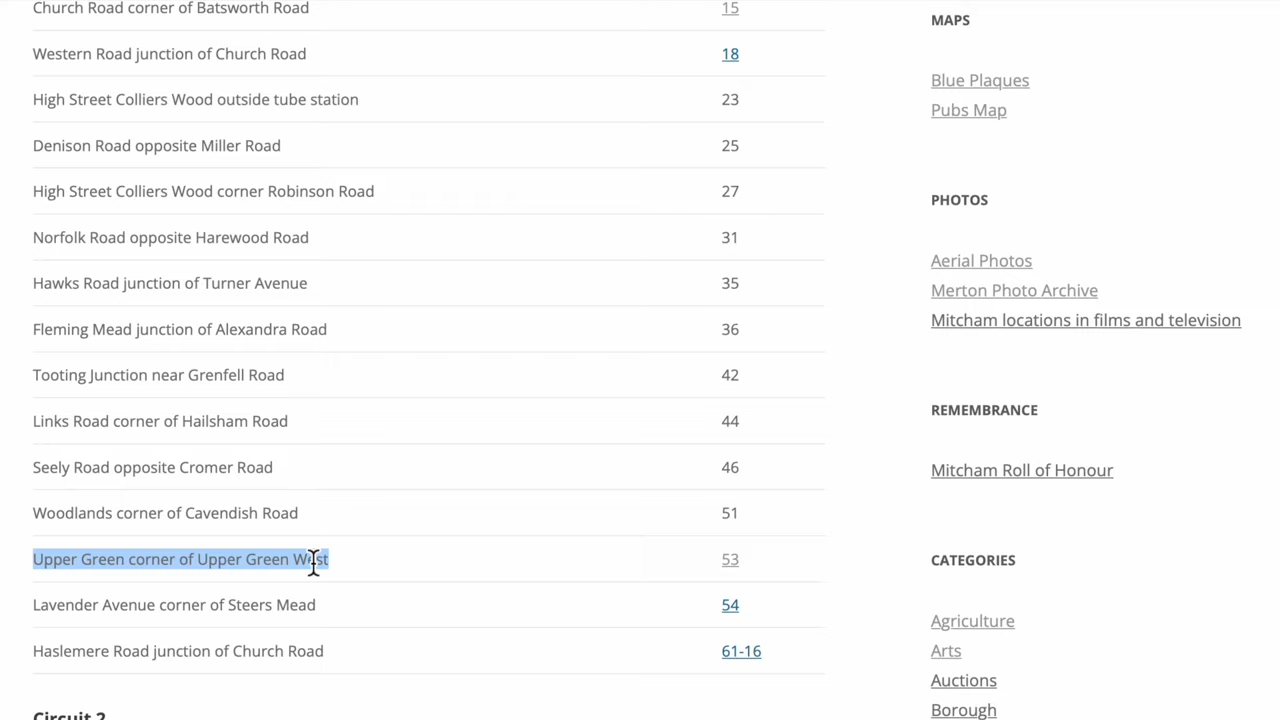 Church Road corner of Batsworth Road 15
Western Road junction of Church Road 18
High Street Colliers Wood outside tube station 23
Denison Road opposite Miller Road 25
High Street Colliers Wood corner Robinson Road 27
Norfolk Road opposite Harewood Road 31
Hawks Road junction of Turner Avenue 35
Fleming Mead junction of Alexandra Road 36
Tooting Junction near Grenfell Road 42
Links Road corner of Hailsham Road 44
Seely Road opposite Cromer Road 46
Woodlands corner of Cavendish Road 51
Upper Green corner of Upper Green West 53
Lavender Avenue corner of Steers Mead 54
Haslemere Road junction of Church Road 61-16
Circuit 2
MAPS
Blue Plaques
Pubs Map
PHOTOS
Aerial Photos
Merton Photo Archive
Mitcham locations in films and television
REMEMBRANCE
Mitcham Roll of Honour
CATEGORIES
Agriculture
Arts
Auctions
Borough